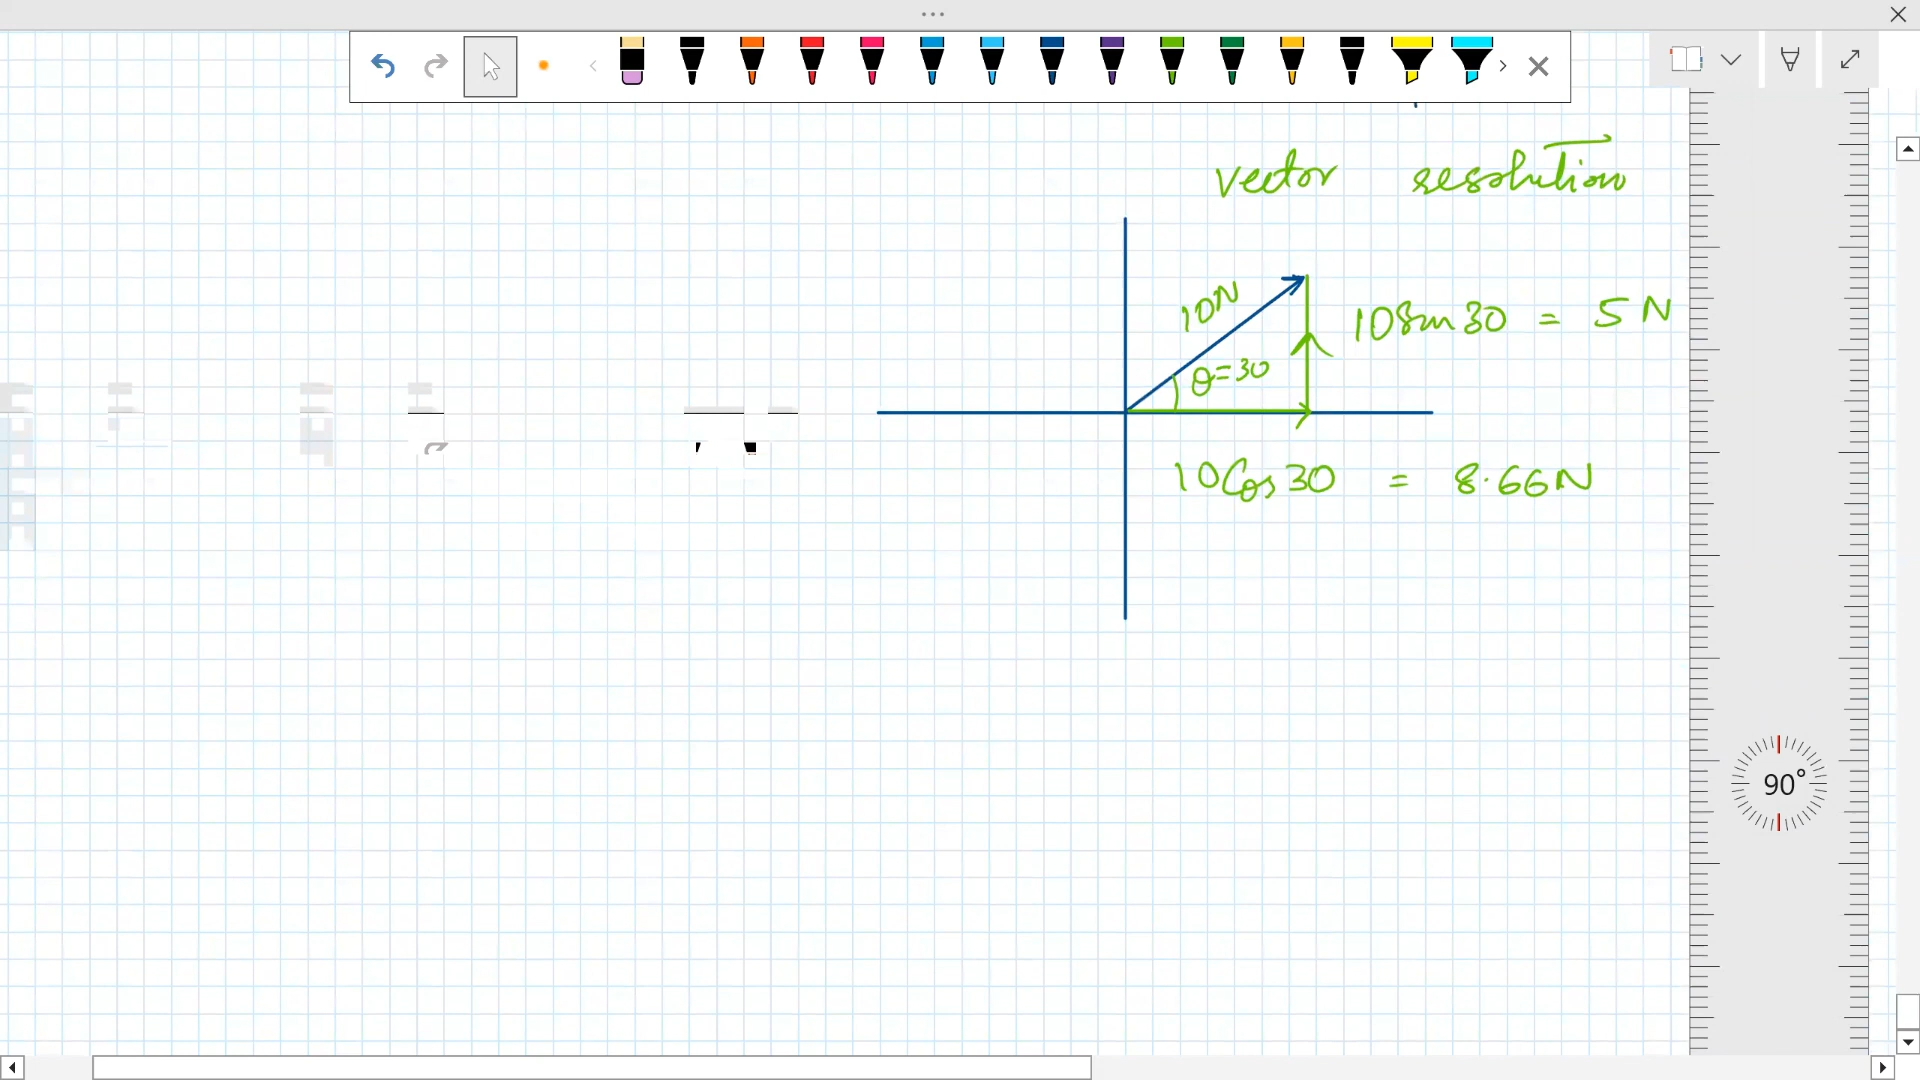 vector resolution
10N
10Sin30 = 5N
θ=30
10Cos30 = 8.66N
90°